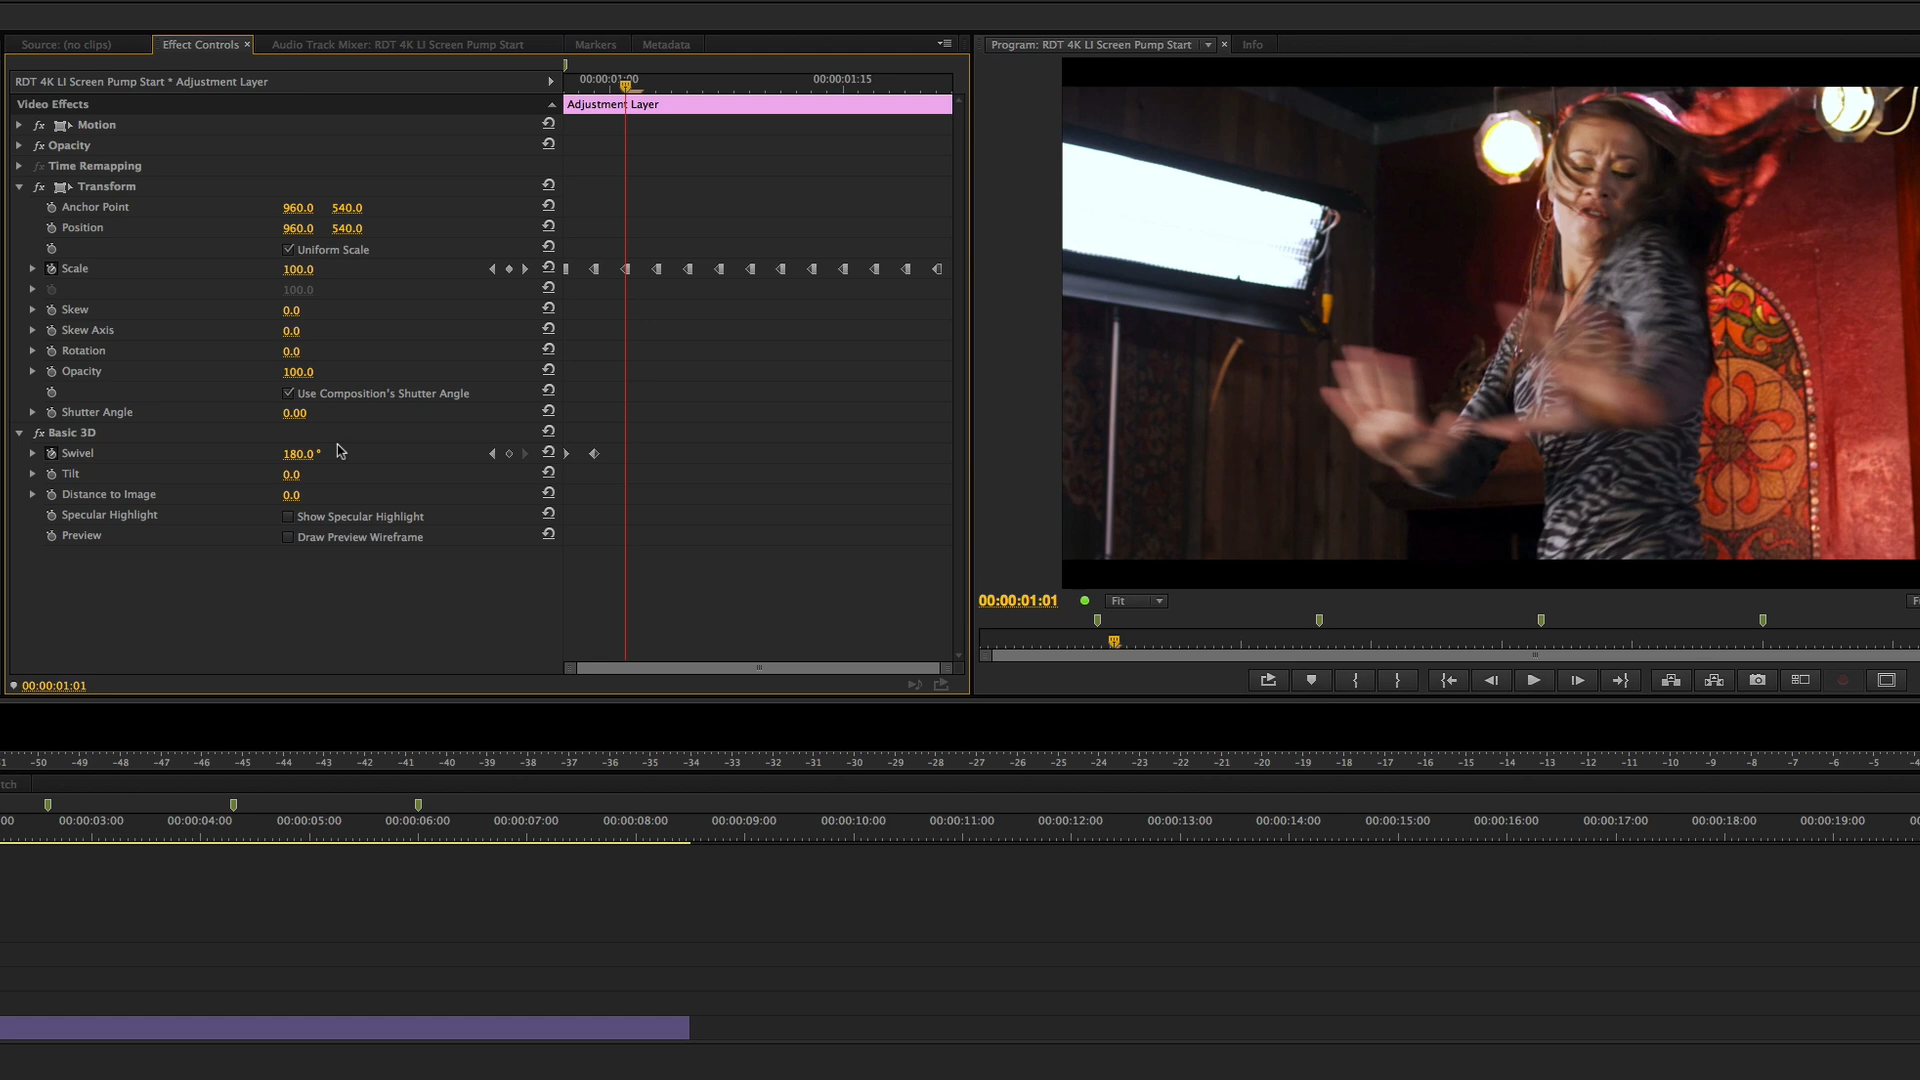 Source: (no clips)
Effect Controls ×
Audio Track Mixer: RDT 4K LI Screen Pump Start
Markers
Metadata
Program: RDT 4K LI Screen Pump Start
×
Info
RDT 4K LI Screen Pump Start * Adjustment Layer
00:00:01:00
00:00:01:15
Video Effects
Adjustment Layer
fx Motion
fx Opacity
fx Time Remapping
fx Transform
Anchor Point 960.0 540.0
Position 960.0 540.0
Uniform Scale
Scale 100.0
100.0
Skew 0.0
Skew Axis 0.0
Rotation 0.0
Opacity 100.0
Use Composition's Shutter Angle
Shutter Angle 0.00
fx Basic 3D
Swivel 180.0 °
Tilt 0.0
Distance to Image 0.0
Specular Highlight Show Specular Highlight
Preview Draw Preview Wireframe
00:00:01:01
00:00:01:01
Fit
-50 -49 -48 -47 -46 -45 -44 -43 -42 -41 -40 -39 -38 -37 -36 -35 -34 -33 -32 -31 -30 -29 -28 -27 -26 -25 -24 -23 -22 -21 -20 -19 -18 -17 -16 -15 -14 -13 -12 -11 -10 -9 -8 -7 -6 -5
tch
00 00:00:03:00 00:00:04:00 00:00:05:00 00:00:06:00 00:00:07:00 00:00:08:00 00:00:09:00 00:00:10:00 00:00:11:00 00:00:12:00 00:00:13:00 00:00:14:00 00:00:15:00 00:00:16:00 00:00:17:00 00:00:18:00 00:00:19:00